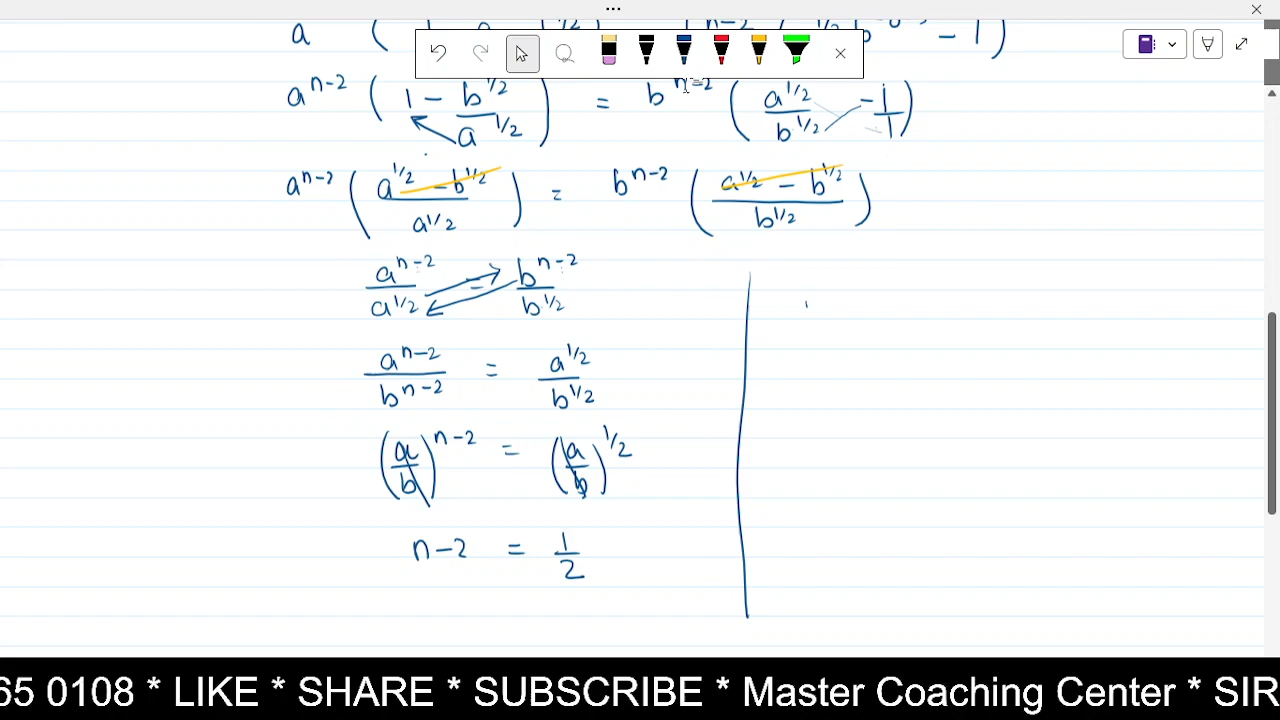 a^{n-2} ( 1 - b^{1/2} / a^{1/2} ) = b^{n-2} ( a^{1/2} / b^{1/2} - 1/1 )
a^{n-2} ( (a^{1/2} - b^{1/2}) / a^{1/2} ) = b^{n-2} ( (a^{1/2} - b^{1/2}) / b^{1/2} )
a^{n-2} / a^{1/2} = b^{n-2} / b^{1/2}
a^{n-2} / b^{n-2} = a^{1/2} / b^{1/2}
(a/b)^{n-2} = (a/b)^{1/2}
n-2 = 1/2
65 0108 * LIKE * SHARE * SUBSCRIBE * Master Coaching Center * SIR